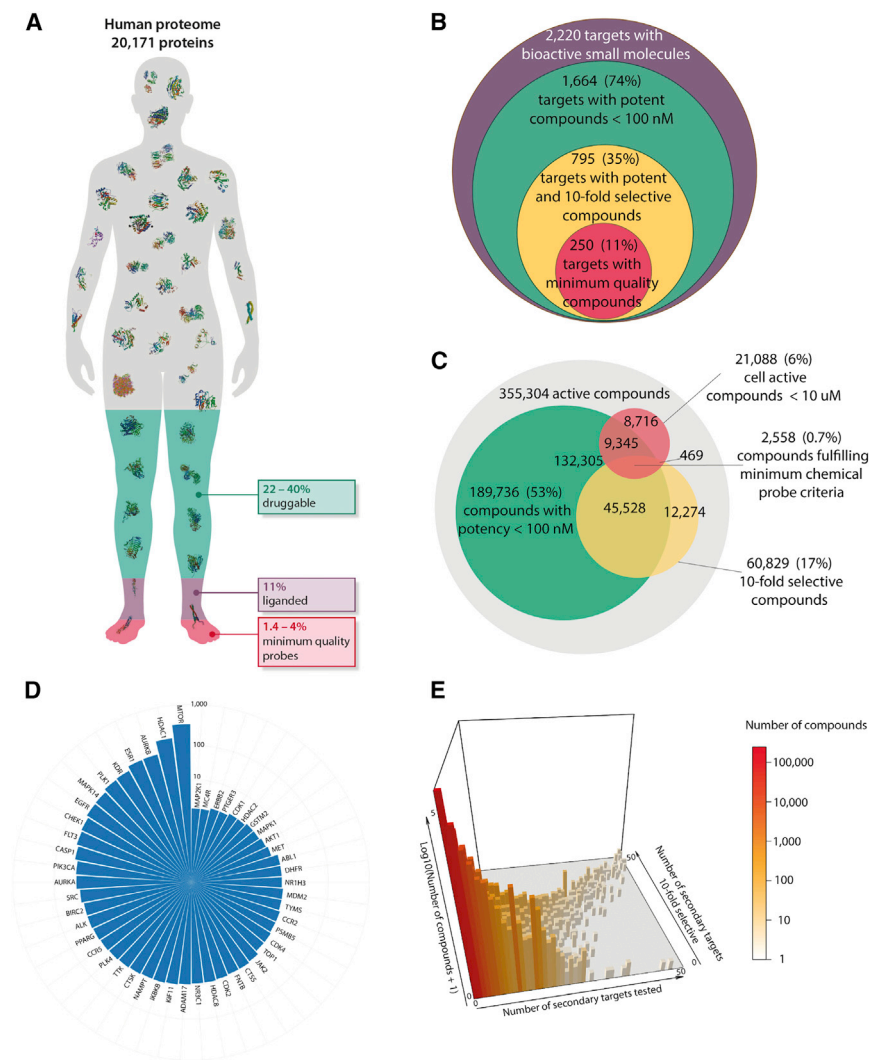 A
Human proteome
20,171 proteins
22 – 40%
druggable
11%
liganded
1.4 – 4%
minimum quality
probes
B
2,220 targets with
bioactive small molecules
1,664 (74%)
targets with potent
compounds < 100 nM
795 (35%)
targets with potent
and 10-fold selective
compounds
250 (11%)
targets with
minimum quality
compounds
C
355,304 active compounds
21,088 (6%)
cell active
compounds < 10 uM
8,716
9,345
469
132,305
2,558 (0.7%)
compounds fulfilling
minimum chemical
probe criteria
189,736 (53%)
compounds with
potency < 100 nM
45,528
12,274
60,829 (17%)
10-fold selective
compounds
D
1,000
100
10
MTOR
HDAC1
AURKB
ESR1
KDR
PLK1
MAPK14
EGFR
CHEK1
FLT3
CASP1
PIK3CA
AURKA
SRC
BIRC2
ALK
PPARG
CCR5
PLK4
TTK
CTSK
NAMPT
IKBKB
KIF11
ADAM17
NR3C1
HDAC8
CDK2
FNTB
CTSS
JAK2
TOP1
CDK4
PSMB5
CCR2
TYMS
MDM2
NR1H3
DHFR
ABL1
MET
AKT1
MAPK1
GSTM2
HDAC2
CDK1
PTGER3
ERBB2
MC4R
MAP2K1
E
5
Log10(Number of compounds + 1)
0
0
Number of secondary targets tested
50
50
Number of secondary targets
10-fold selective
0
Number of compounds
100,000
10,000
1,000
100
10
1